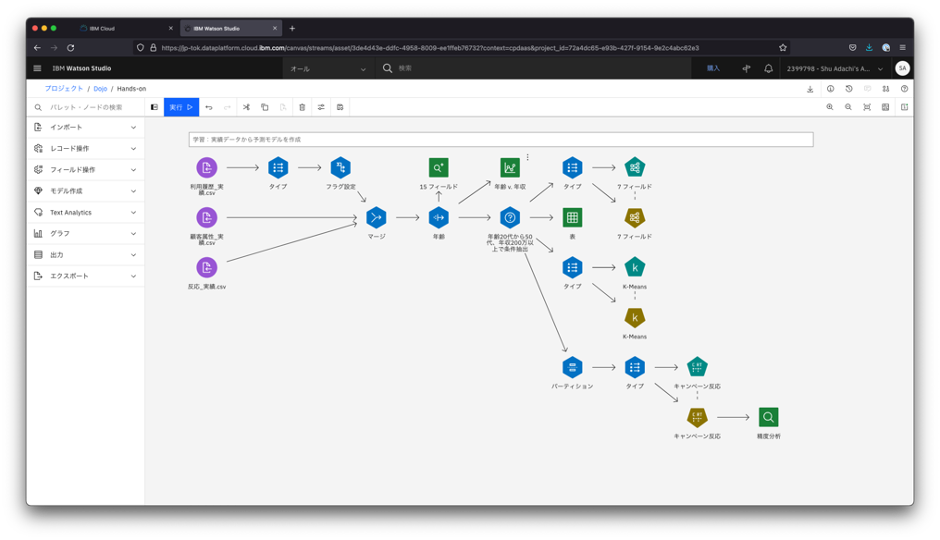 IBM Cloud
IBM Watson Studio
https://jp-tok.dataplatform.cloud.ibm.com/canvas/streams/asset/3de4d43e-ddfc-4958-8009-ee1ffeb76732?context=cpdaas&project_id=72a4dc65-e93b-427f-9154-9e2c4abc62e3
IBM Watson Studio
オール
検索
購入
2399798 - Shu Adachi's A...
SA
プロジェクト / Dojo / Hands-on
パレット・ノードの検索
実行
インポート
レコード操作
フィールド操作
モデル作成
Text Analytics
グラフ
出力
エクスポート
学習：実績データから予測モデルを作成
利用履歴_実
績.csv
タイプ
フラグ設定
15 フィールド
年齢 v. 年収
タイプ
7 フィールド
顧客属性_実
績.csv
マージ
年齢
年齢20代から50
代、年収200万以
上で条件抽出
表
7 フィールド
反応_実績.csv
タイプ
k
K-Means
k
K-Means
パーティション
タイプ
キャンペーン反応
キャンペーン反応
精度分析